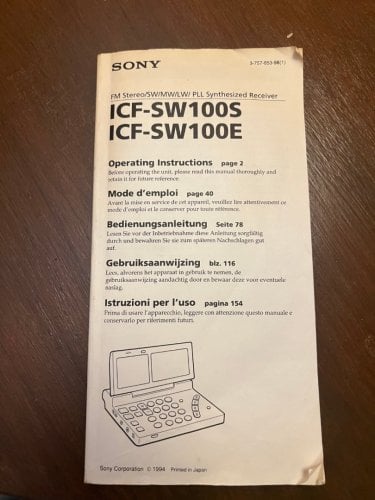 SONY
3-757-853-98(1)
FM Stereo/SW/MW/LW/ PLL Synthesized Receiver
ICF-SW100S
ICF-SW100E
Operating Instructions page 2
Before operating the unit, please read this manual thoroughly and
retain it for future reference.
Mode d'emploi page 40
Avant la mise en service de cet appareil, veuillez lire attentivement ce
mode d'emploi et le conserver pour toute référence.
Bedienungsanleitung Seite 78
Lesen Sie vor der Inbetriebnahme diese Anleitung sorgfältig
durch und bewahren Sie sie zum späteren Nachschlagen gut
auf.
Gebruiksaanwijzing blz. 116
Lees, alvorens het apparaat in gebruik te nemen, de
gebruiksaanwijzing aandachtig door en bewaar deze voor eventuele
naslag.
Istruzioni per l'uso pagina 154
Prima di usare l'apparecchio, leggere con attenzione questo manuale e
conservarlo per riferimenti futuri.
Sony Corporation © 1994 Printed in Japan